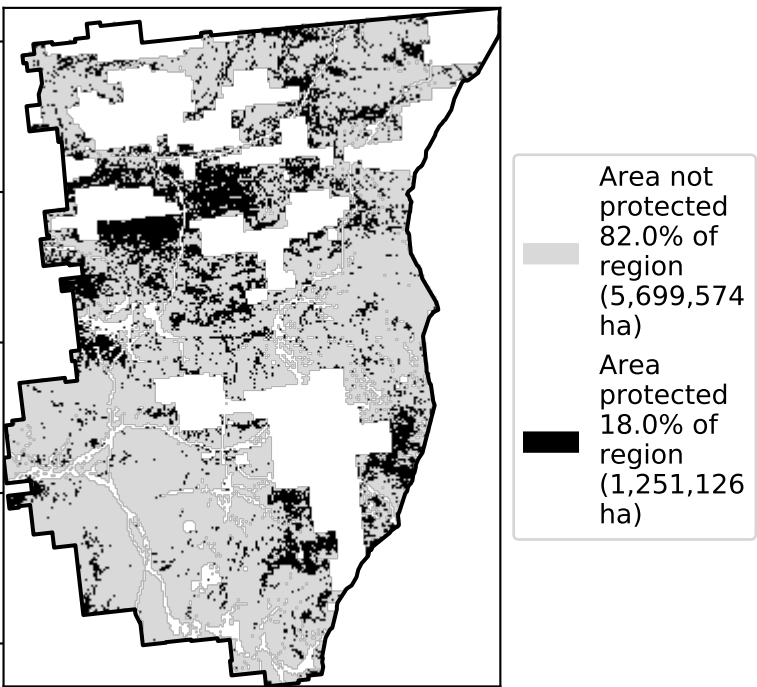 Area not
protected
82.0% of
region
(5,699,574
ha)
Area
protected
18.0% of
region
(1,251,126
ha)